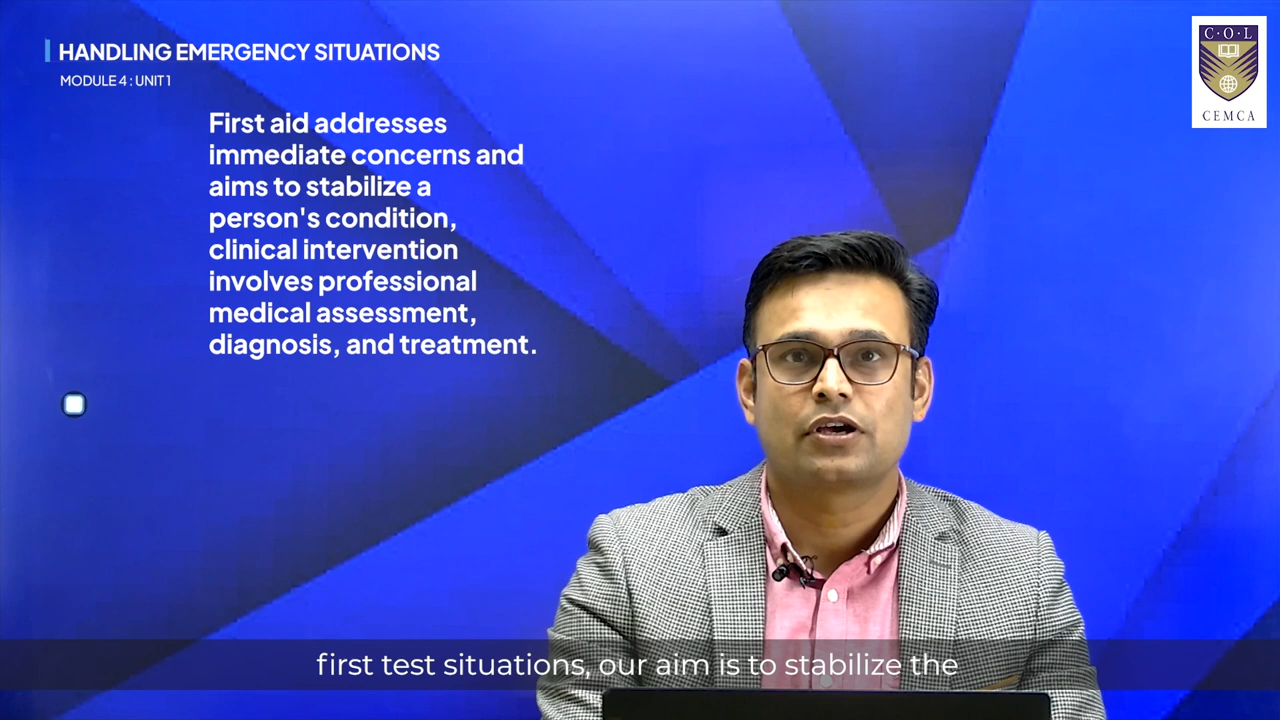 HANDLING EMERGENCY SITUATIONS
MODULE 4 : UNIT 1
First aid addresses
immediate concerns and
aims to stabilize a
person's condition,
clinical intervention
involves professional
medical assessment,
diagnosis, and treatment.
C·O·L
CEMCA
first test situations, our aim is to stabilize the